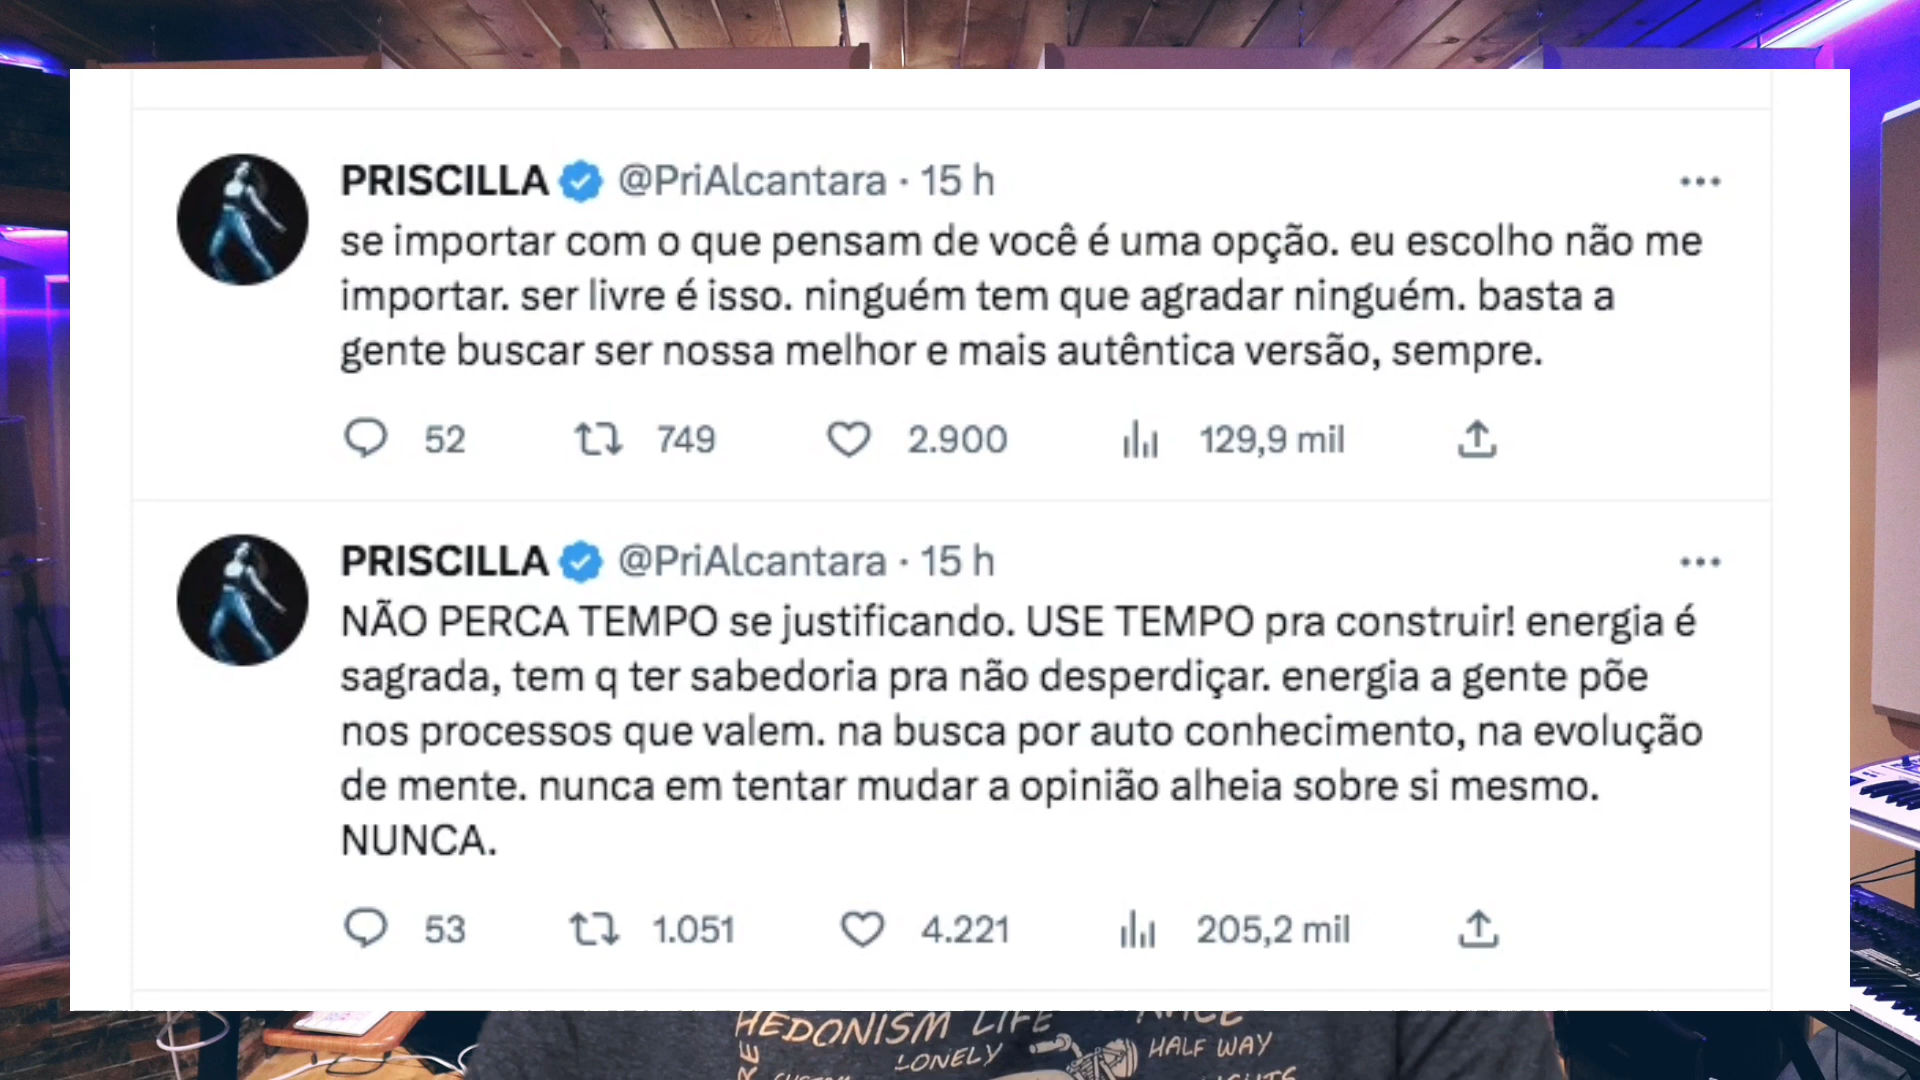 PRISCILLA @PriAlcantara · 15 h
se importar com o que pensam de você é uma opção. eu escolho não me
importar. ser livre é isso. ninguém tem que agradar ninguém. basta a
gente buscar ser nossa melhor e mais autêntica versão, sempre.
52 749 2.900 129,9 mil
PRISCILLA @PriAlcantara · 15 h
NÃO PERCA TEMPO se justificando. USE TEMPO pra construir! energia é
sagrada, tem q ter sabedoria pra não desperdiçar. energia a gente põe
nos processos que valem. na busca por auto conhecimento, na evolução
de mente. nunca em tentar mudar a opinião alheia sobre si mesmo.
NUNCA.
53 1.051 4.221 205,2 mil
HEDONISM LIFE
LONELY HALF WAY